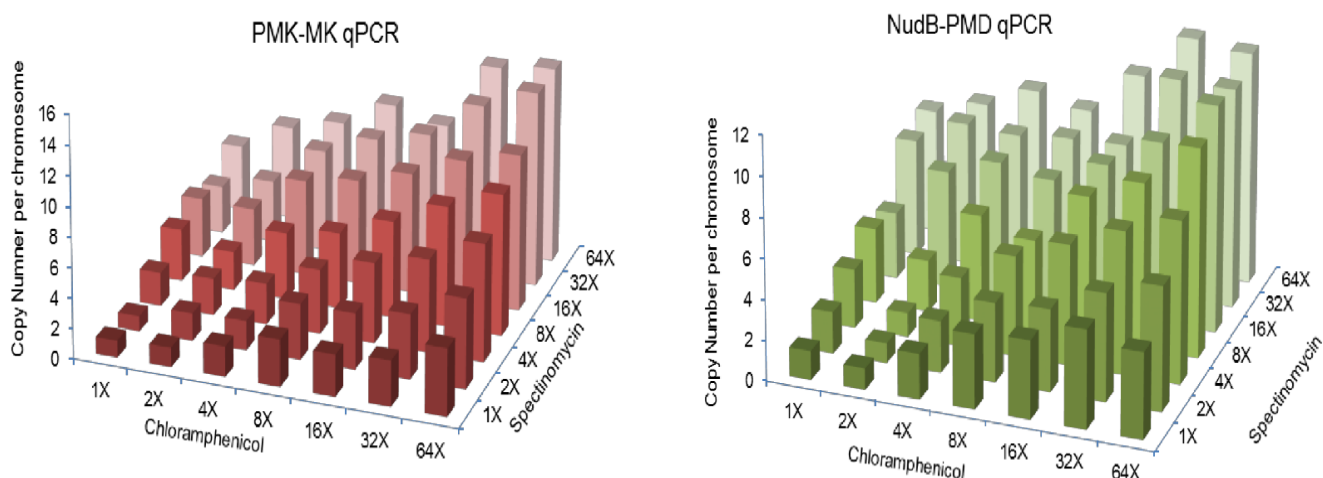 PMK-MK qPCR
Copy Numner per chromosome
16
14
12
10
8
6
4
2
0
1X
2X
4X
8X
16X
32X
64X
Chloramphenicol
64X
32X
16X
8X
4X
2X
1X
Spectinomycin
NudB-PMD qPCR
Copy Number per chromosome
12
10
8
6
4
2
0
1X
2X
4X
8X
16X
32X
64X
Chloramphenicol
64X
32X
16X
8X
4X
2X
1X
Spectinomycin